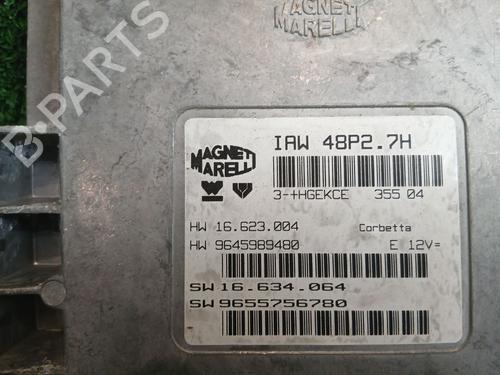 MAGNETI
MARELLI
B-PARTS
IAW 48P2.7H
MAGNETI
MARELLI
3-++HGEKCE 355 04
HW 16.623.004 Corbetta
HW 9645989480 E 12V=
SW 16.634.064
SW 9655756780